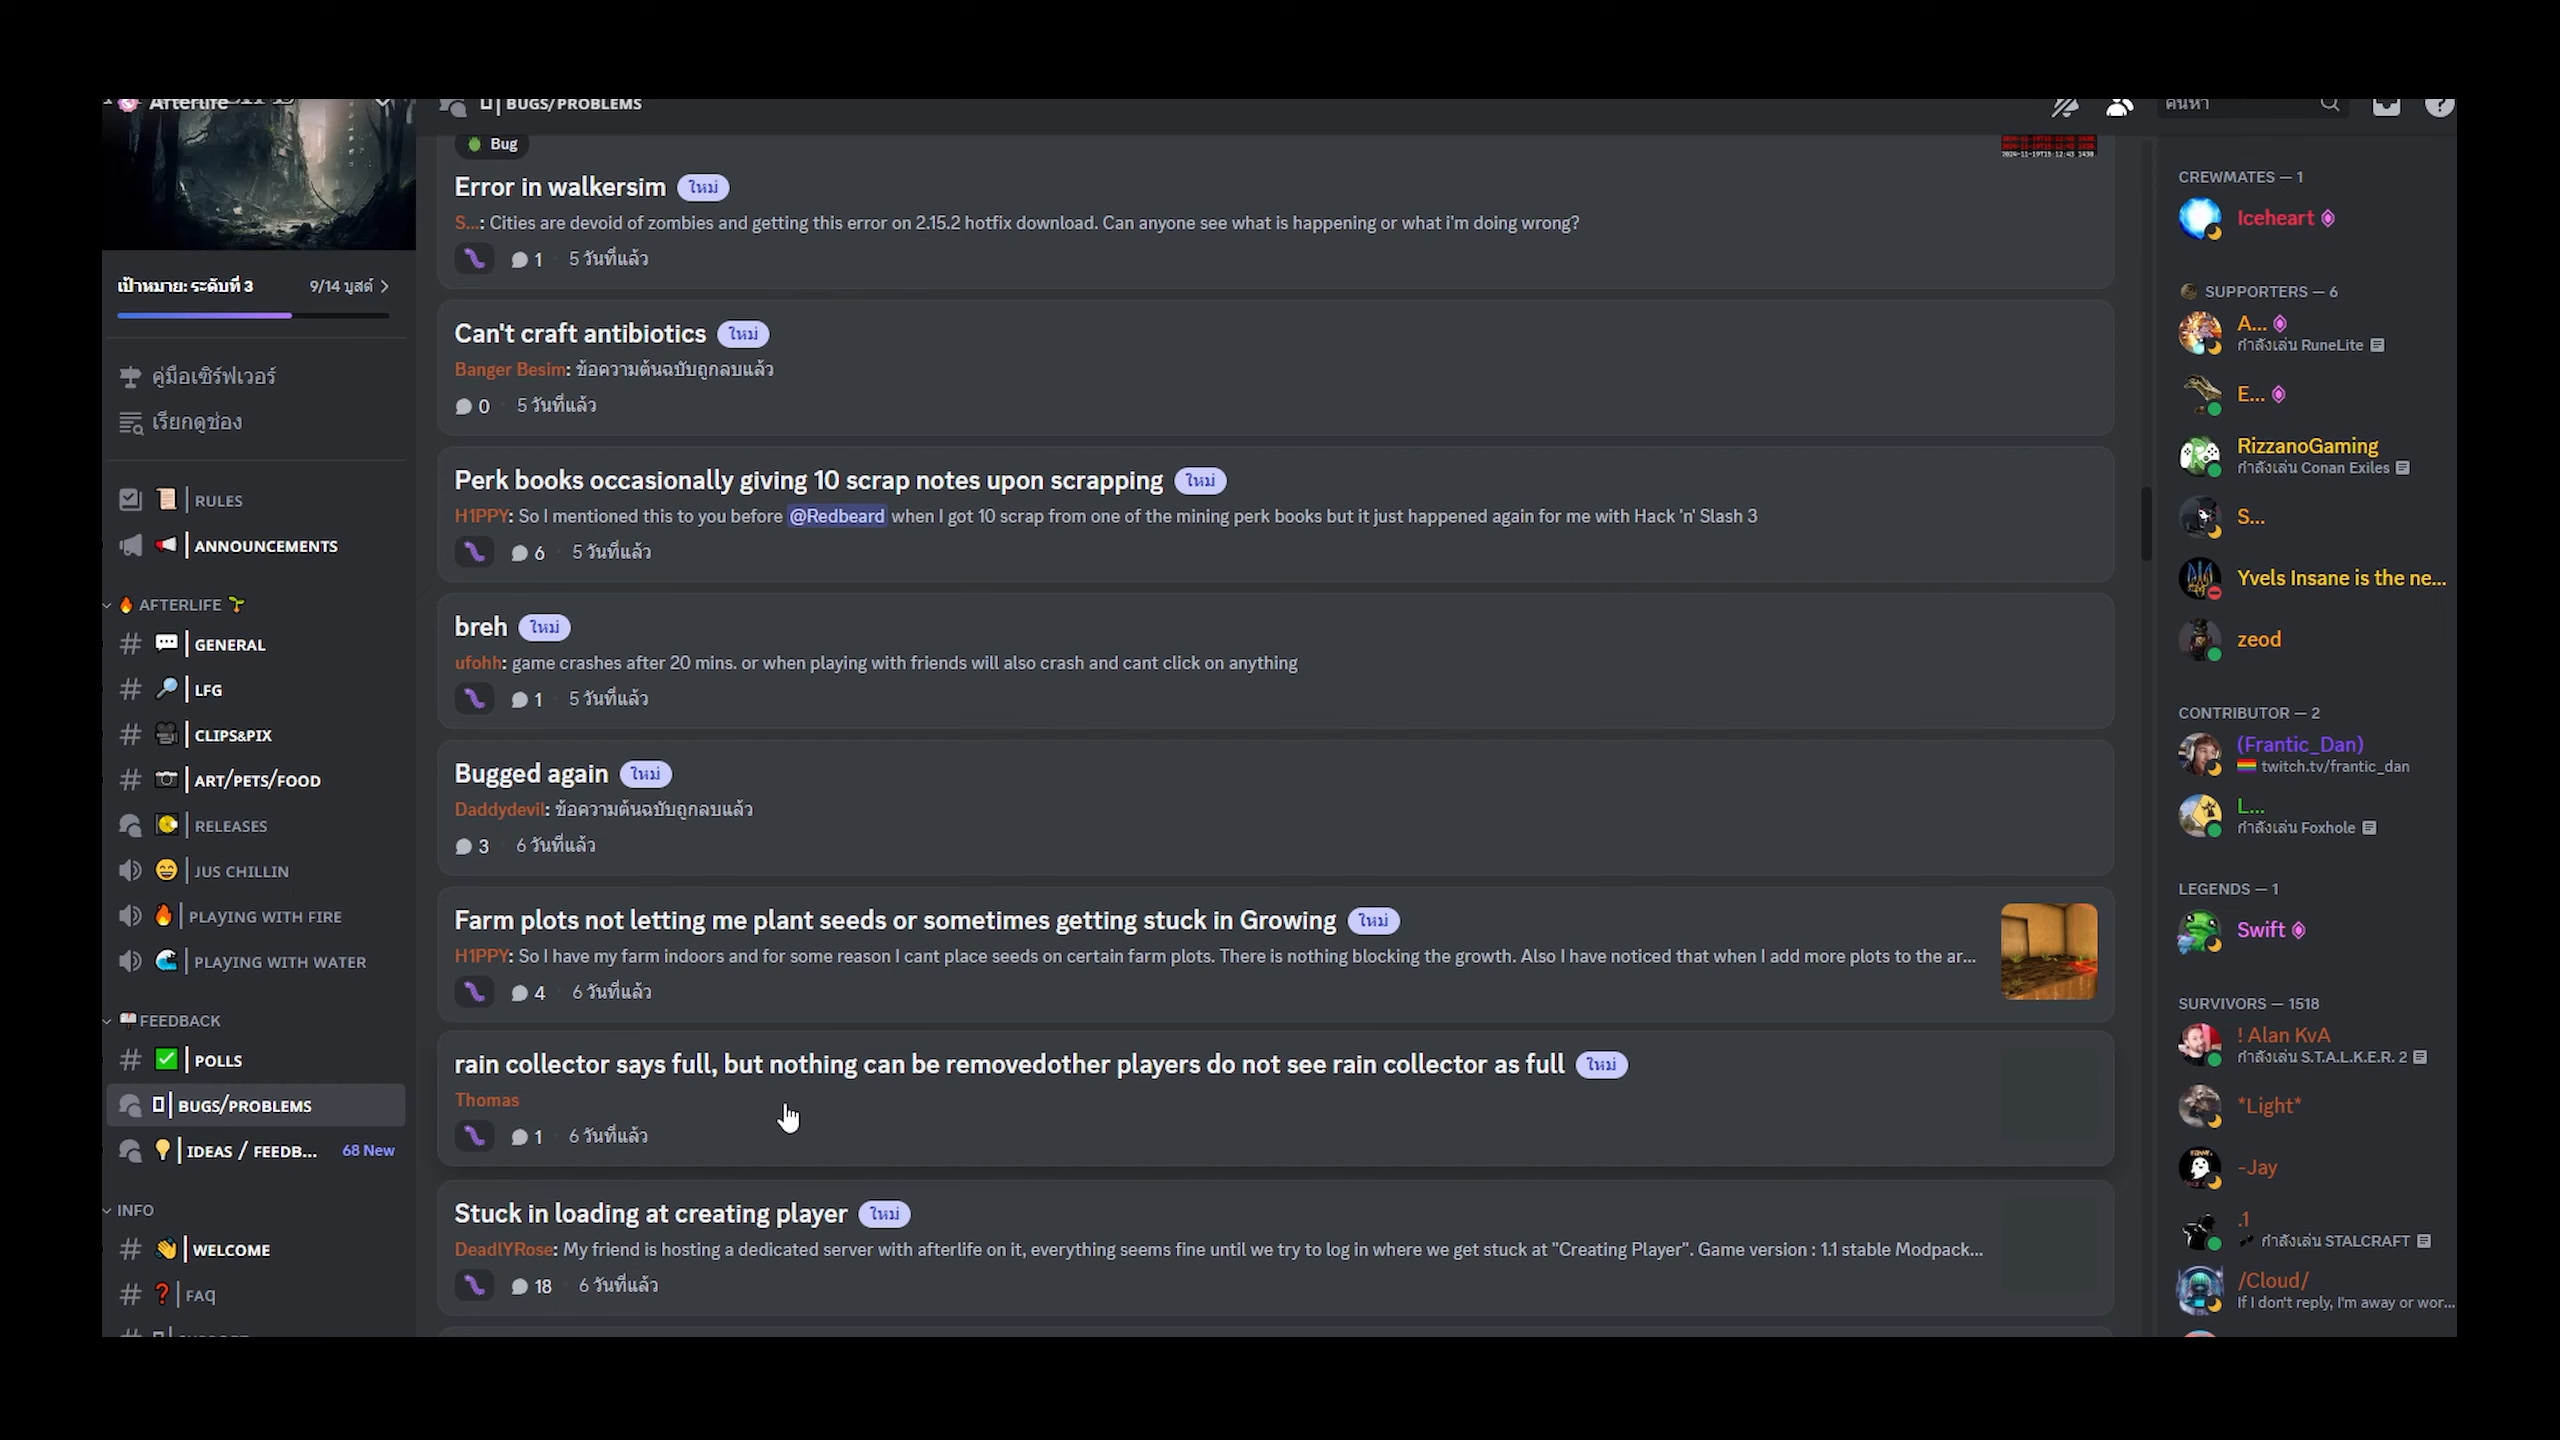 Afterlife
BUGS/PROBLEMS
ค้นหา
เป้าหมาย: ระดับที่ 3
9/14 บูสต์
คู่มือเซิร์ฟเวอร์
เรียกดูช่อง
RULES
ANNOUNCEMENTS
AFTERLIFE
GENERAL
LFG
CLIPS&PIX
ART/PETS/FOOD
RELEASES
JUS CHILLIN
PLAYING WITH FIRE
PLAYING WITH WATER
FEEDBACK
POLLS
BUGS/PROBLEMS
IDEAS / FEEDB... 68 New
INFO
WELCOME
FAQ
Bug
Error in walkersim ใหม่
S...: Cities are devoid of zombies and getting this error on 2.15.2 hotfix download. Can anyone see what is happening or what i'm doing wrong?
1 5 วันที่แล้ว
Can't craft antibiotics ใหม่
Banger Besim: ข้อความต้นฉบับถูกลบแล้ว
0 5 วันที่แล้ว
Perk books occasionally giving 10 scrap notes upon scrapping ใหม่
H1PPY: So I mentioned this to you before @Redbeard when I got 10 scrap from one of the mining perk books but it just happened again for me with Hack 'n' Slash 3
6 5 วันที่แล้ว
breh ใหม่
ufohh: game crashes after 20 mins. or when playing with friends will also crash and cant click on anything
1 5 วันที่แล้ว
Bugged again ใหม่
Daddydevil: ข้อความต้นฉบับถูกลบแล้ว
3 6 วันที่แล้ว
Farm plots not letting me plant seeds or sometimes getting stuck in Growing ใหม่
H1PPY: So I have my farm indoors and for some reason I cant place seeds on certain farm plots. There is nothing blocking the growth. Also I have noticed that when I add more plots to the ar...
4 6 วันที่แล้ว
rain collector says full, but nothing can be removedother players do not see rain collector as full ใหม่
Thomas
1 6 วันที่แล้ว
Stuck in loading at creating player ใหม่
DeadlYRose: My friend is hosting a dedicated server with afterlife on it, everything seems fine until we try to log in where we get stuck at "Creating Player". Game version : 1.1 stable Modpack...
18 6 วันที่แล้ว
CREWMATES — 1
Iceheart
SUPPORTERS — 6
A...
กำลังเล่น RuneLite
E...
RizzanoGaming
กำลังเล่น Conan Exiles
S...
Yvels Insane is the ne...
zeod
CONTRIBUTOR — 2
(Frantic_Dan)
twitch.tv/frantic_dan
L...
กำลังเล่น Foxhole
LEGENDS — 1
Swift
SURVIVORS — 1518
! Alan KvA
กำลังเล่น S.T.A.L.K.E.R. 2
*Light*
-Jay
.1
กำลังเล่น STALCRAFT
/Cloud/
If I don't reply, I'm away or wor...